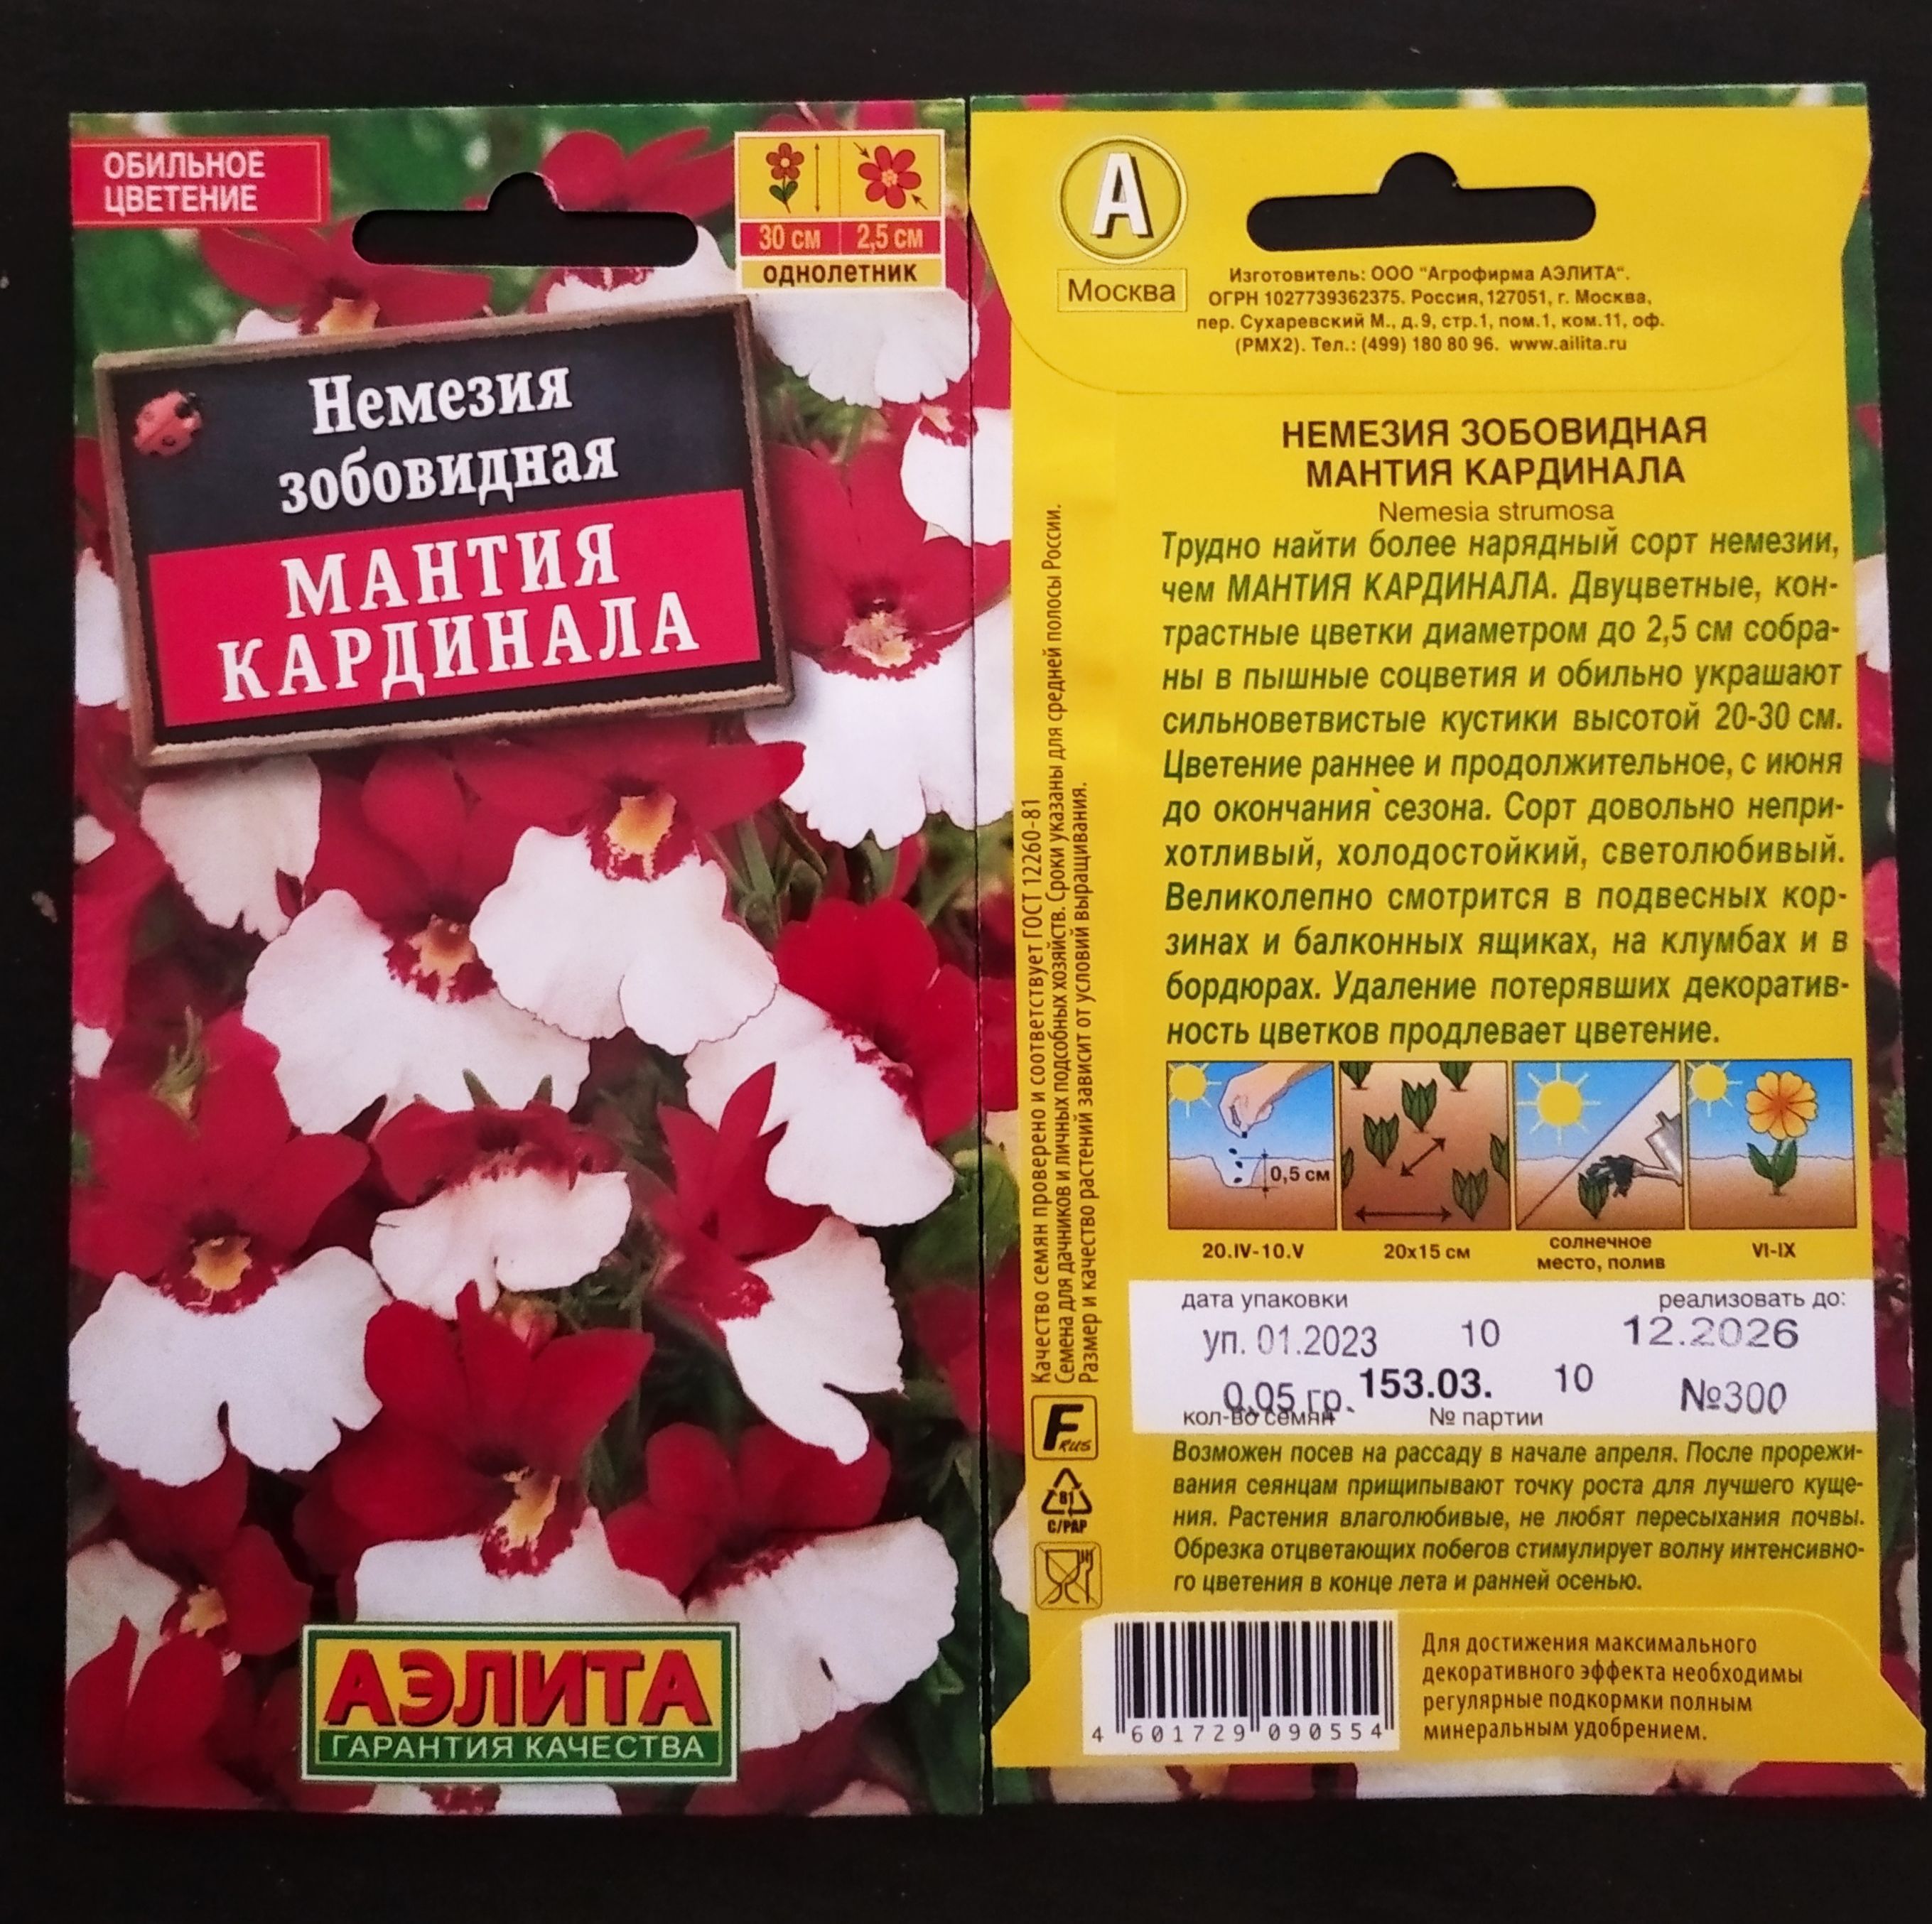 ОБИЛЬНОЕ
ЦВЕТЕНИЕ
30 см 2,5 см
однолетник
Немезия
зобовидная
МАНТИЯ
КАРДИНАЛА
АЭЛИТА
ГАРАНТИЯ КАЧЕСТВА
А
Москва
Изготовитель: ООО "Агрофирма АЭЛИТА".
ОГРН 1027739362375. Россия, 127051, г. Москва,
пер. Сухаревский М., д.9, стр.1, пом.1, ком.11, оф.
(РМХ2). Тел.: (499) 180 80 96. www.ailita.ru
НЕМЕЗИЯ ЗОБОВИДНАЯ
МАНТИЯ КАРДИНАЛА
Nemesia strumosa
Трудно найти более нарядный сорт немезии,
чем МАНТИЯ КАРДИНАЛА. Двуцветные, кон-
трастные цветки диаметром до 2,5 см собра-
ны в пышные соцветия и обильно украшают
сильноветвистые кустики высотой 20-30 см.
Цветение раннее и продолжительное, с июня
до окончания сезона. Сорт довольно непри-
хотливый, холодостойкий, светолюбивый.
Великолепно смотрится в подвесных кор-
зинах и балконных ящиках, на клумбах и в
бордюрах. Удаление потерявших декоратив-
ность цветков продлевает цветение.
0,5 см
20.IV-10.V
20x15 см
солнечное
место, полив
VI-IX
дата упаковки реализовать до:
уп. 01.2023 10 12.2026
0,05 гр. 153.03. 10 №300
кол-во семян № партии
Возможен посев на рассаду в начале апреля. После прорежи-
вания сеянцам прищипывают точку роста для лучшего куще-
ния. Растения влаголюбивые, не любят пересыхания почвы.
Обрезка отцветающих побегов стимулирует волну интенсивно-
го цветения в конце лета и ранней осенью.
Качество семян проверено и соответствует ГОСТ 12260-81
Семена для дачников и личных подсобных хозяйств. Сроки указаны для средней полосы России.
Размер и качество растений зависит от условий выращивания.
F RUS
81
C/PAP
4 601729 090554
Для достижения максимального
декоративного эффекта необходимы
регулярные подкормки полным
минеральным удобрением.